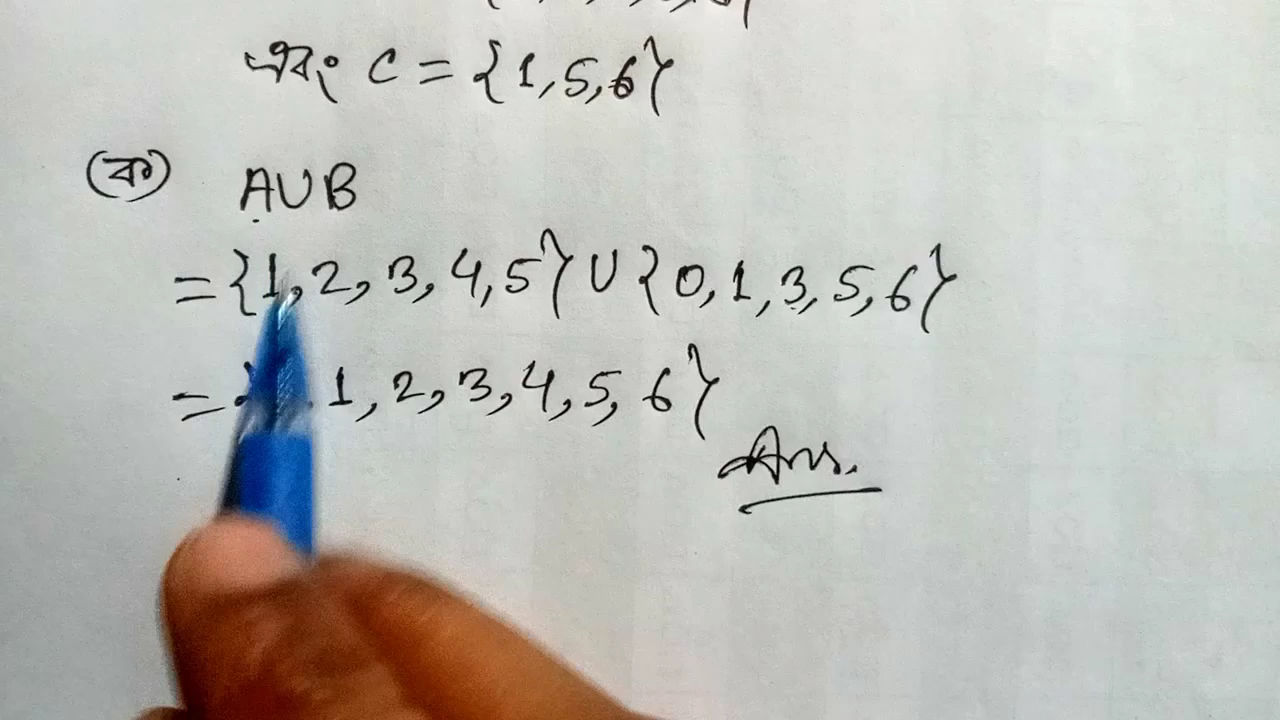 এবং C = {1,5,6}
(ক) AUB
= {1,2,3,4,5} U {0,1,3,5,6}
= { , 1,2,3,4,5,6}
Ans.